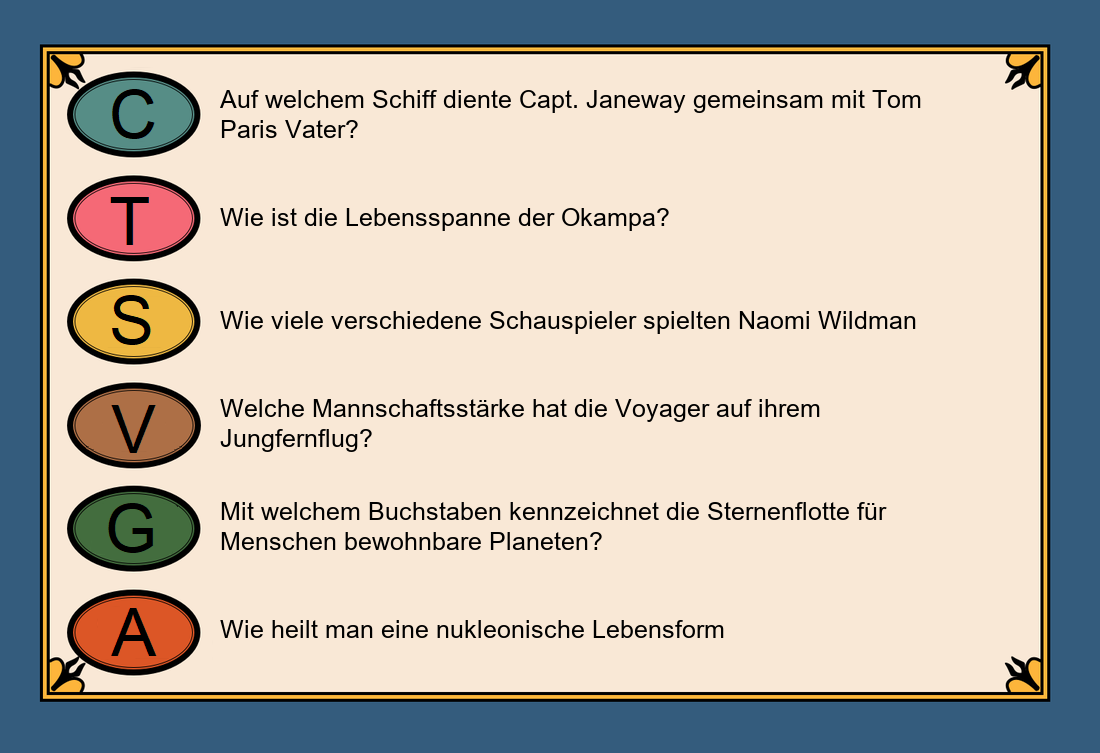 C
Auf welchem Schiff diente Capt. Janeway gemeinsam mit Tom
Paris Vater?
T
Wie ist die Lebensspanne der Okampa?
S
Wie viele verschiedene Schauspieler spielten Naomi Wildman
V
Welche Mannschaftsstärke hat die Voyager auf ihrem
Jungfernflug?
G
Mit welchem Buchstaben kennzeichnet die Sternenflotte für
Menschen bewohnbare Planeten?
A
Wie heilt man eine nukleonische Lebensform